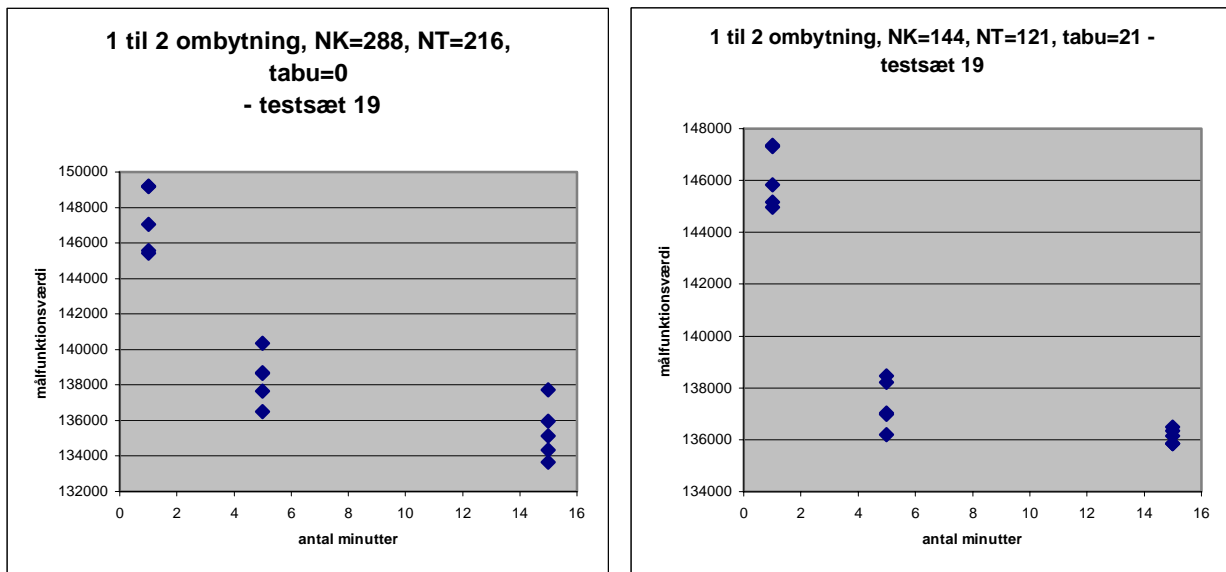 1 til 2 ombytning, NK=288, NT=216,
tabu=0
- testsæt 19
150000
148000
146000
144000
142000
140000
138000
136000
134000
132000
målfunktionsværdi
0 2 4 6 8 10 12 14 16
antal minutter
1 til 2 ombytning, NK=144, NT=121, tabu=21 -
testsæt 19
148000
146000
144000
142000
140000
138000
136000
134000
målfunktionsværdi
0 2 4 6 8 10 12 14 16
antal minutter